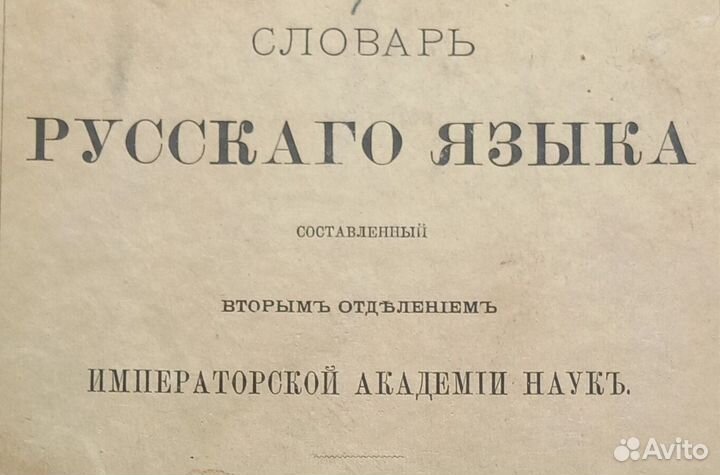 СЛОВАРЬ
РУССКАГО ЯЗЫКА
СОСТАВЛЕННЫЙ
ВТОРЫМЪ ОТДѢЛЕНІЕМЪ
ИМПЕРАТОРСКОЙ АКАДЕМІИ НАУКЪ.
Avito